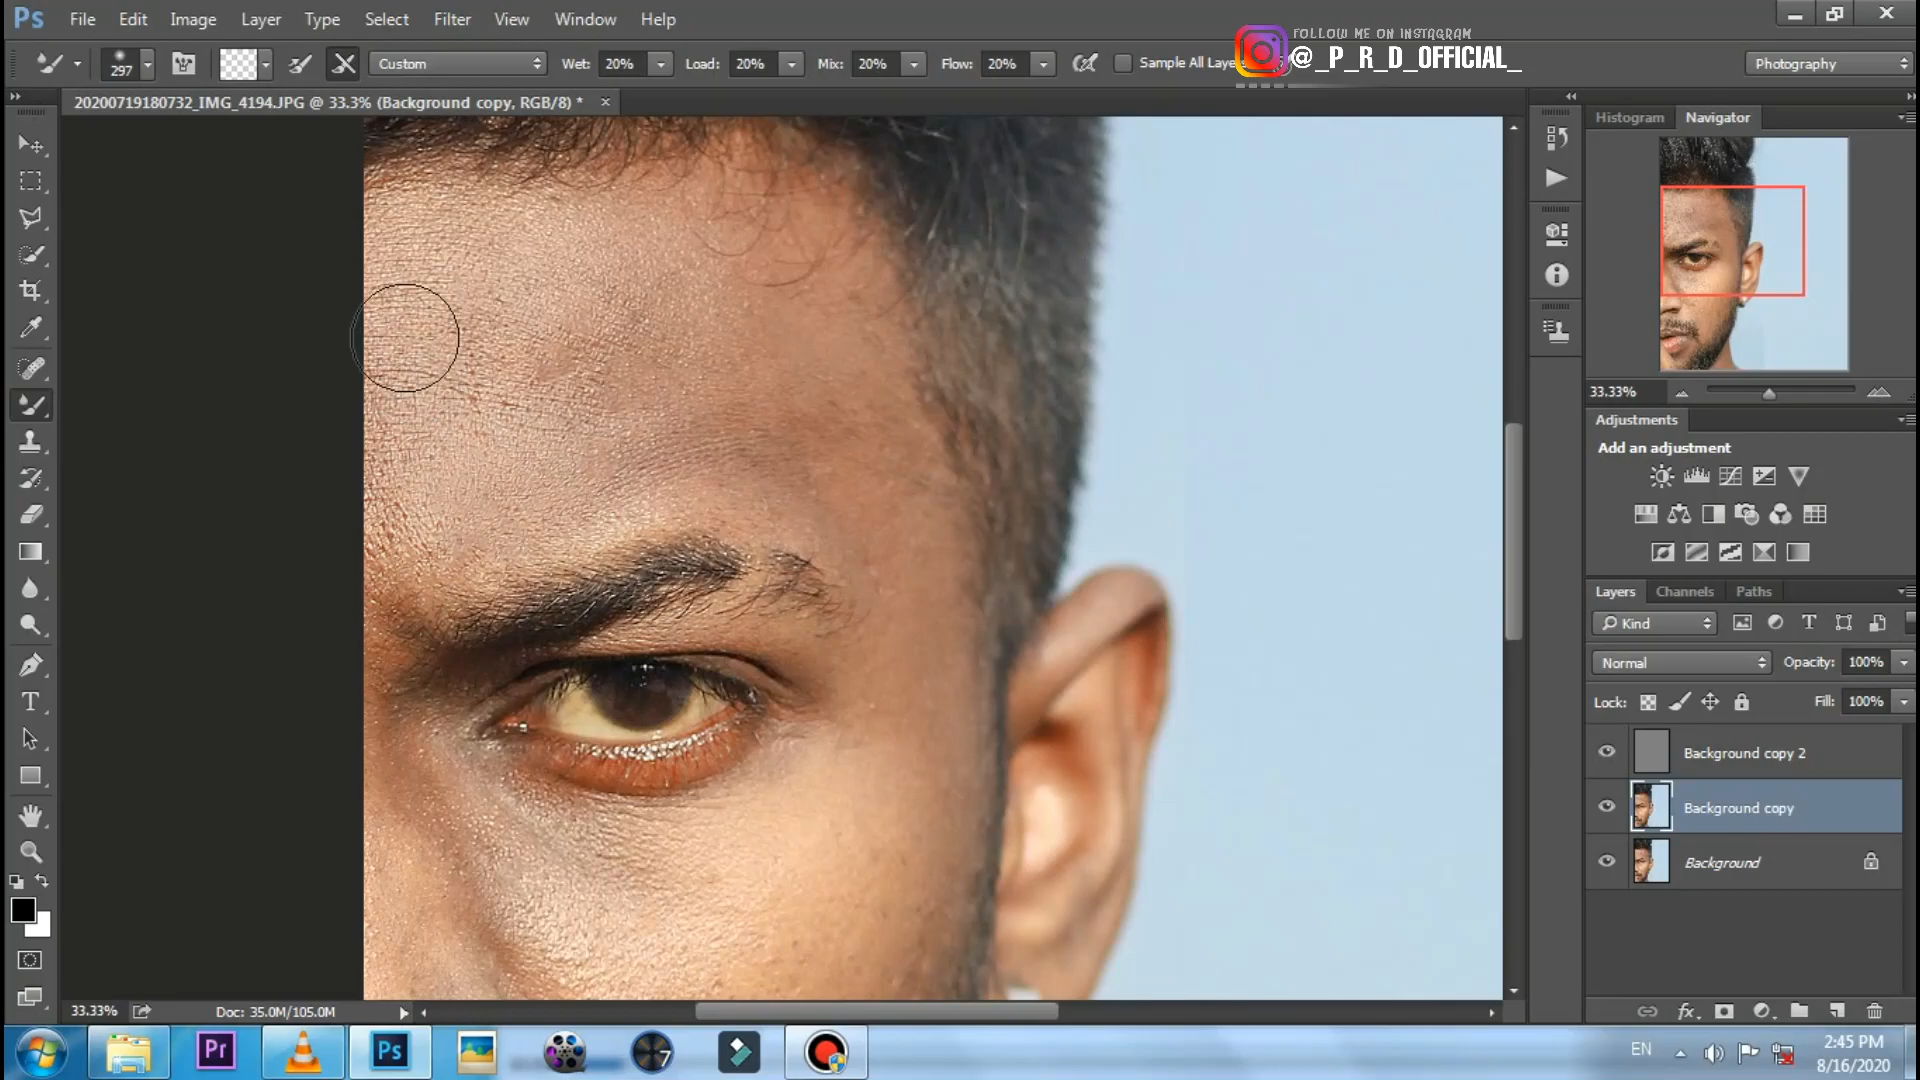 Ps File Edit Image Layer Type Select Filter View Window Help
FOLLOW ME ON INSTAGRAM
@_P_R_D_OFFICIAL_
297 Custom Wet: 20% Load: 20% Mix: 20% Flow: 20% Sample All Layers Photography
20200719180732_IMG_4194.JPG @ 33.3% (Background copy, RGB/8) *
Histogram Navigator
33.33%
Adjustments
Add an adjustment
Layers Channels Paths
Kind
Normal Opacity: 100%
Lock: Fill: 100%
Background copy 2
Background copy
Background
33.33% Doc: 35.0M/105.0M
Pr Ps 7 EN 2:45 PM
8/16/2020